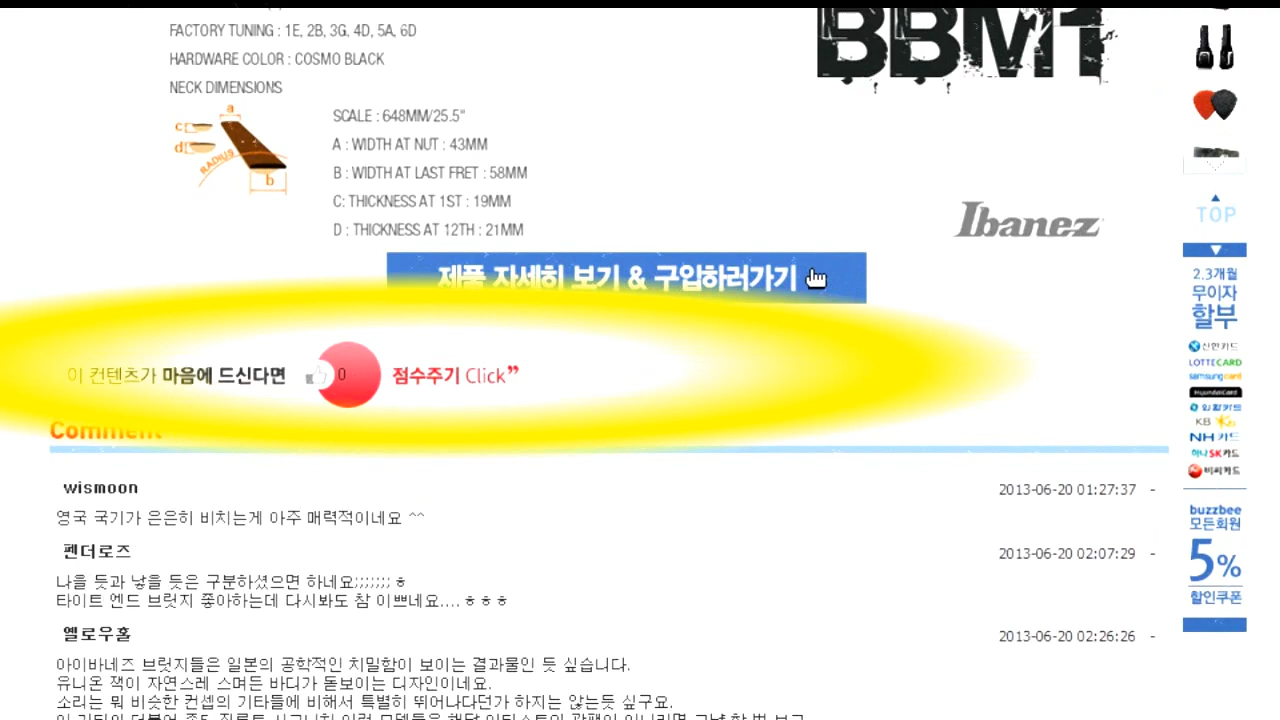 FACTORY TUNING : 1E, 2B, 3G, 4D, 5A, 6D
HARDWARE COLOR : COSMO BLACK
NECK DIMENSIONS
a
c
d
RADIUS
b
SCALE : 648MM/25.5"
A : WIDTH AT NUT : 43MM
B : WIDTH AT LAST FRET : 58MM
C: THICKNESS AT 1ST : 19MM
D : THICKNESS AT 12TH : 21MM
BBM1
Ibanez
제품 자세히 보기 & 구입하러가기
이 컨텐츠가 마음에 드신다면 0 점수주기 Click”
Comment
wismoon 2013-06-20 01:27:37 -
영국 국기가 은은히 비치는게 아주 매력적이네요 ^^
펜더로즈 2013-06-20 02:07:29 -
나을 듯과 낳을 듯은 구분하셨으면 하네요;;;;;;; ㅎ
타이트 엔드 브릿지 좋아하는데 다시봐도 참 이쁘네요.... ㅎㅎㅎ
옐로우홀 2013-06-20 02:26:26 -
아이바네즈 브릿지들은 일본의 공학적인 치밀함이 보이는 결과물인 듯 싶습니다.
유니온 잭이 자연스레 스며든 바디가 돋보이는 디자인이네요.
소리는 뭐 비슷한 컨셉의 기타들에 비해서 특별히 뛰어나다던가 하지는 않는듯 싶구요.
TOP
2.3개월
무이자
할부
신한카드
LOTTECARD
samsung card
HyundaiCard
외환카드
KB
NH 카드
하나SK카드
비씨카드
buzzbee
모든회원
5%
할인쿠폰